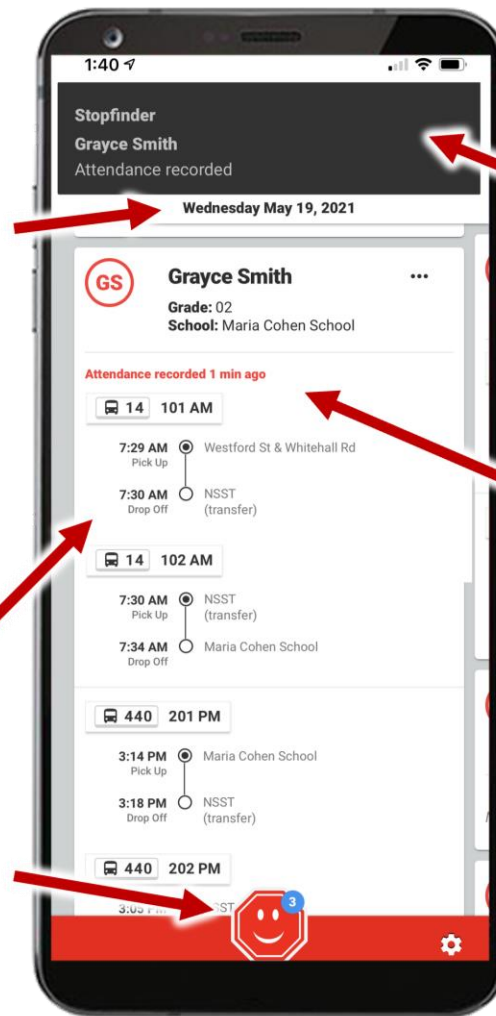 1:40
Stopfinder
Grayce Smith
Attendance recorded
Wednesday May 19, 2021
GS
Grayce Smith
Grade: 02
School: Maria Cohen School
Attendance recorded 1 min ago
14 101 AM
7:29 AM Westford St & Whitehall Rd
Pick Up
7:30 AM NSST
Drop Off (transfer)
14 102 AM
7:30 AM NSST
Pick Up (transfer)
7:34 AM Maria Cohen School
Drop Off
440 201 PM
3:14 PM Maria Cohen School
Pick Up
3:18 PM NSST
Drop Off (transfer)
440 202 PM
3:05
3